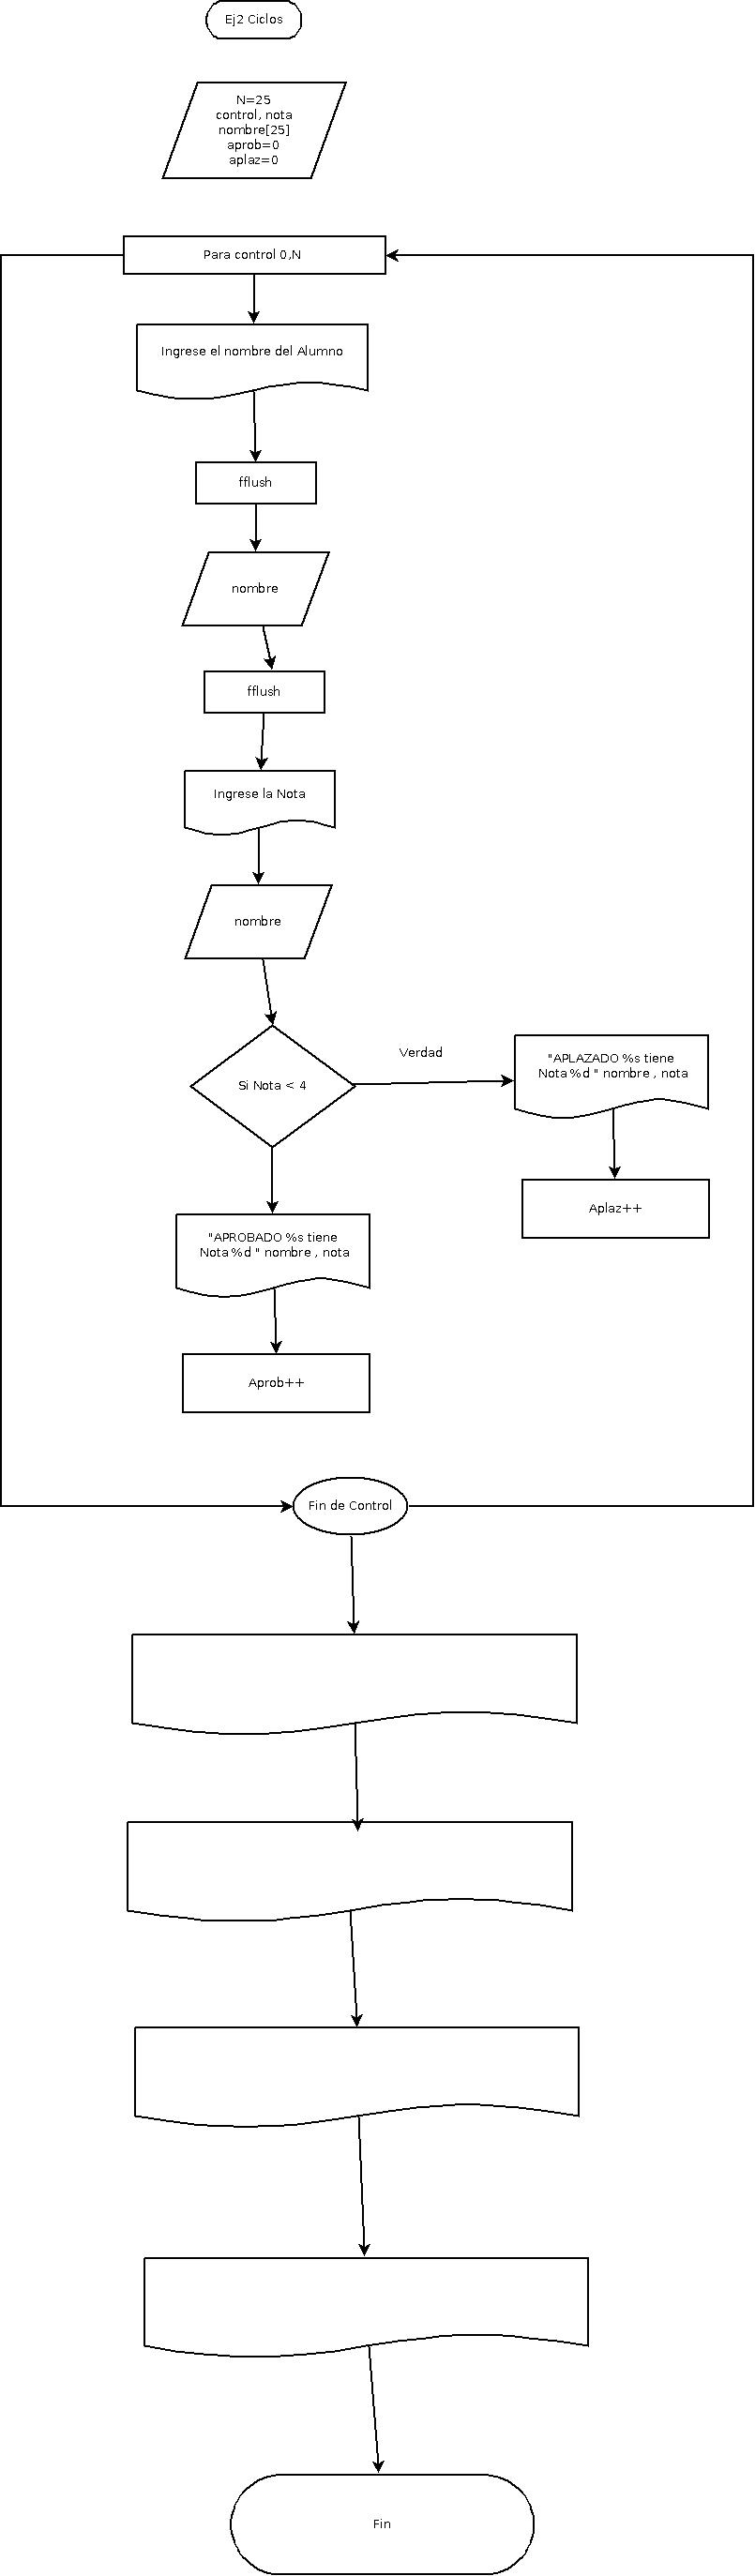 Ej2 Ciclos
N=25
control, nota
nombre[25]
aprob=0
aplaz=0
Para control 0,N
Ingrese el nombre del Alumno
fflush
nombre
fflush
Ingrese la Nota
nombre
Si Nota < 4
Verdad
"APLAZADO %s tiene
Nota %d " nombre , nota
Aplaz++
"APROBADO %s tiene
Nota %d " nombre , nota
Aprob++
Fin de Control
Fin